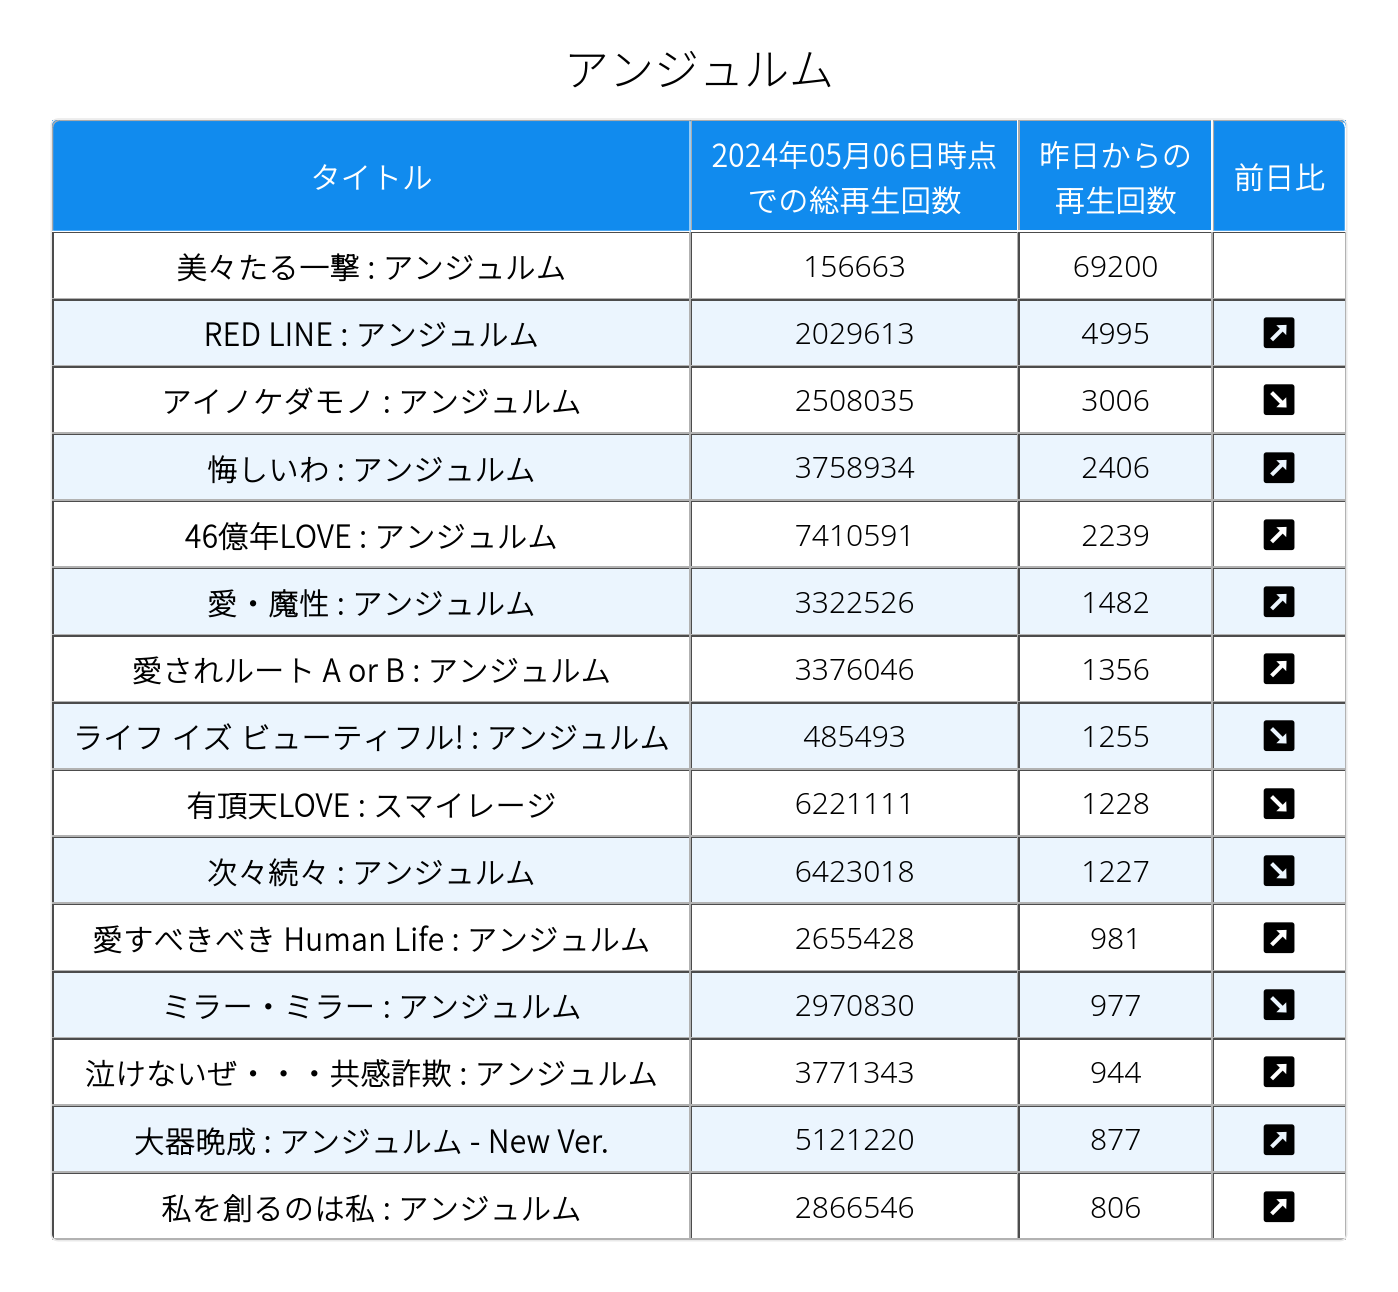 アンジュルム
タイトル 2024年05月06日時点 昨日からの 前日比
での総再生回数 再生回数
美々たる一撃 : アンジュルム 156663 69200
RED LINE : アンジュルム 2029613 4995
アイノケダモノ : アンジュルム 2508035 3006
悔しいわ : アンジュルム 3758934 2406
46億年LOVE : アンジュルム 7410591 2239
愛・魔性 : アンジュルム 3322526 1482
愛されルート A or B : アンジュルム 3376046 1356
ライフ イズ ビューティフル! : アンジュルム 485493 1255
有頂天LOVE : スマイレージ 6221111 1228
次々続々 : アンジュルム 6423018 1227
愛すべきべき Human Life : アンジュルム 2655428 981
ミラー・ミラー : アンジュルム 2970830 977
泣けないぜ・・・共感詐欺 : アンジュルム 3771343 944
大器晩成 : アンジュルム - New Ver. 5121220 877
私を創るのは私 : アンジュルム 2866546 806